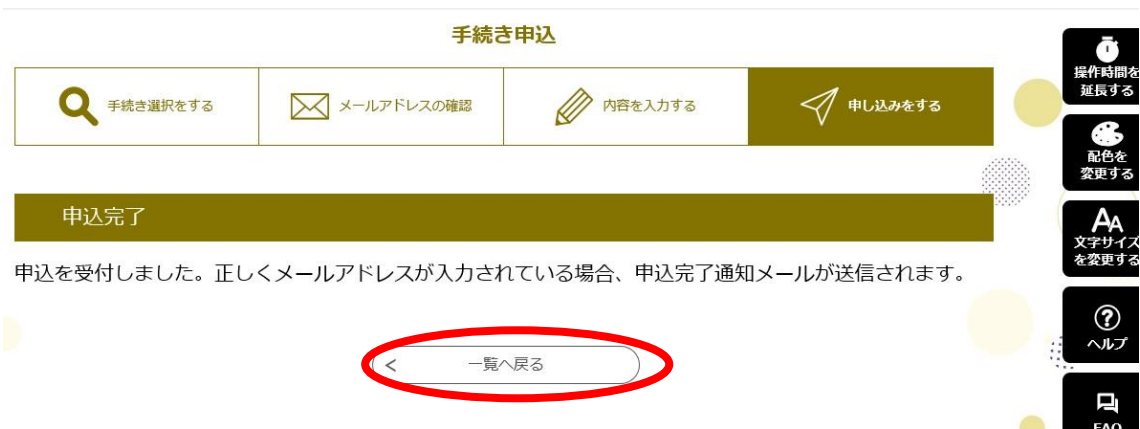 手続き申込
手続き選択をする
メールアドレスの確認
内容を入力する
申し込みをする
申込完了
申込を受付しました。正しくメールアドレスが入力されている場合、申込完了通知メールが送信されます。
< 一覧へ戻る
操作時間を
延長する
配色を
変更する
AA
文字サイズ
を変更する
?
ヘルプ
FAQ